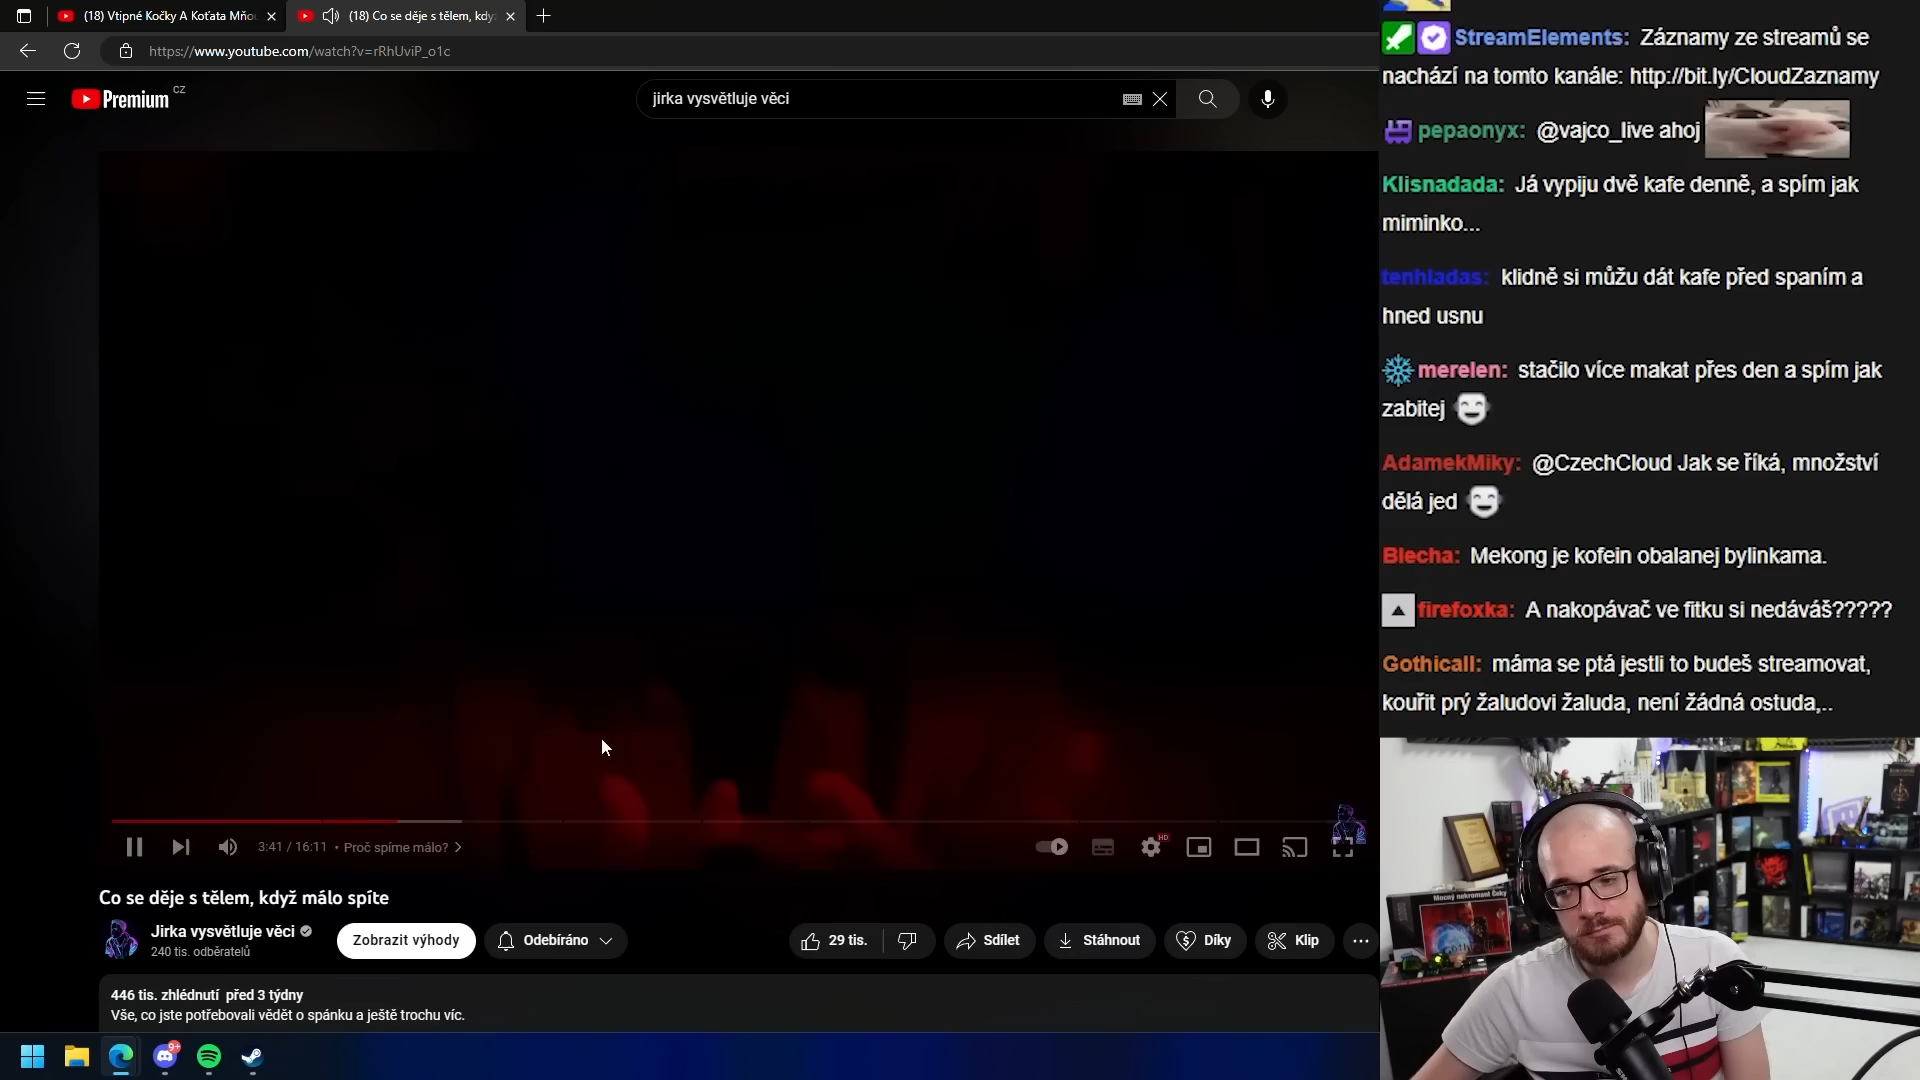 (18) Vtipné Kočky A Koťata Mňou
(18) Co se děje s tělem, kdy
https://www.youtube.com/watch?v=rRhUviP_o1c
Premium CZ
jirka vysvětluje věci
3:41 / 16:11 • Proč spíme málo?
HD
Co se děje s tělem, když málo spíte
Jirka vysvětluje věci
240 tis. odběratelů
Zobrazit výhody
Odebíráno
29 tis.
Sdílet
Stáhnout
Díky
Klip
446 tis. zhlédnutí před 3 týdny
Vše, co jste potřebovali vědět o spánku a ještě trochu víc.
9+
StreamElements: Záznamy ze streamů se
nachází na tomto kanále: http://bit.ly/CloudZaznamy
pepaonyx: @vajco_live ahoj
Klisnadada: Já vypiju dvě kafe denně, a spím jak
miminko...
tenhladas: klidně si můžu dát kafe před spaním a
hned usnu
merelen: stačilo více makat přes den a spím jak
zabitej
AdamekMiky: @CzechCloud Jak se říká, množství
dělá jed
Blecha: Mekong je kofein obalanej bylinkama.
firefoxka: A nakopávač ve fitku si nedáváš?????
Gothicall: máma se ptá jestli to budeš streamovat,
kouřit prý žaludovi žaluda, není žádná ostuda,..
Mocný nekromant Čeky